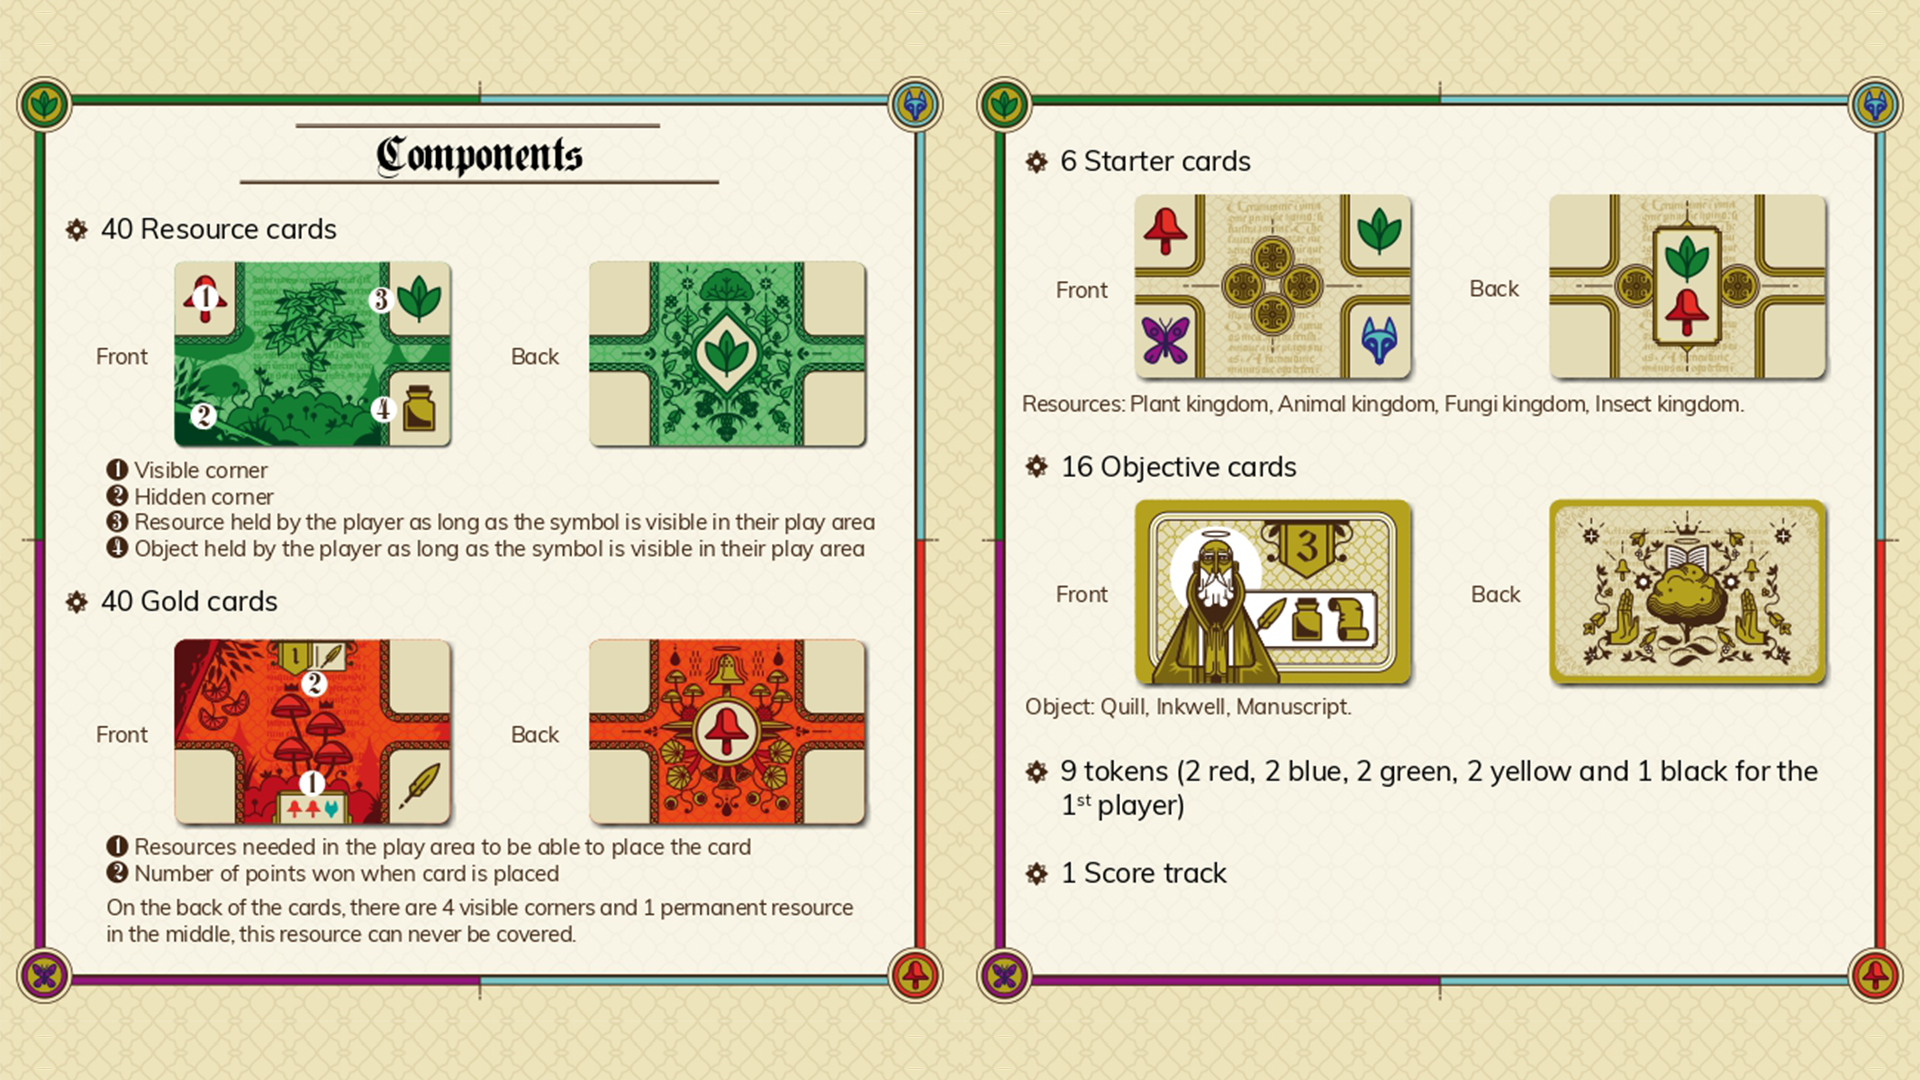 Components
40 Resource cards
1
3
Front
Back
2
4
1 Visible corner
2 Hidden corner
3 Resource held by the player as long as the symbol is visible in their play area
4 Object held by the player as long as the symbol is visible in their play area
40 Gold cards
1
2
Front
Back
1
1 Resources needed in the play area to be able to place the card
2 Number of points won when card is placed
On the back of the cards, there are 4 visible corners and 1 permanent resource
in the middle, this resource can never be covered.
6 Starter cards
Front
Back
Resources: Plant kingdom, Animal kingdom, Fungi kingdom, Insect kingdom.
16 Objective cards
3
Front
Back
Object: Quill, Inkwell, Manuscript.
9 tokens (2 red, 2 blue, 2 green, 2 yellow and 1 black for the
1st player)
1 Score track